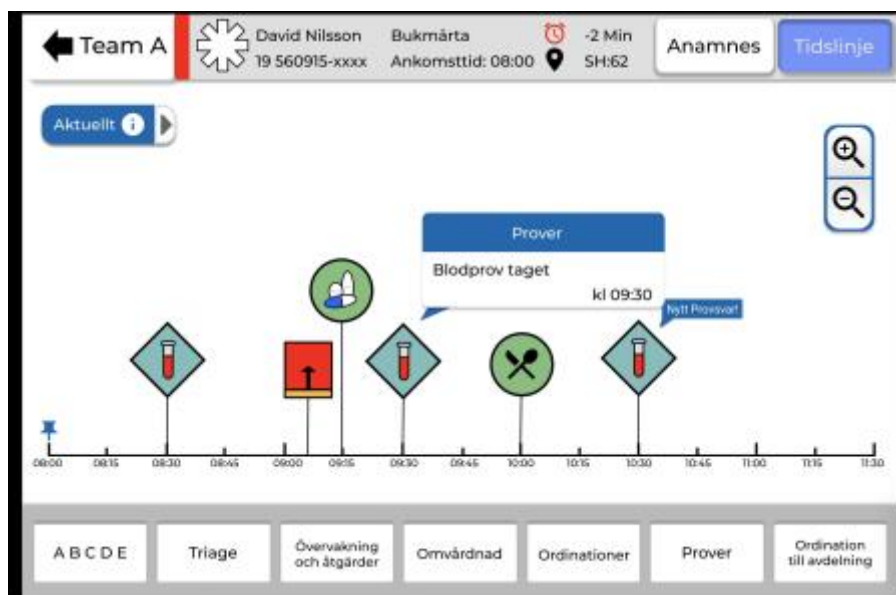 Team A
David Nilsson
19 560915-xxxx
Bukmärta
Ankomsttid: 08:00
-2 Min
SH:62
Anamnes
Tidslinje
Aktuellt i
Prover
Blodprov taget
kl 09:30
Nytt Provsvar!
08:00 08:15 08:30 08:45 09:00 09:15 09:30 09:45 10:00 10:15 10:30 10:45 11:00 11:15 11:30
A B C D E
Triage
Övervakning
och åtgärder
Omvårdnad
Ordinationer
Prover
Ordination
till avdelning